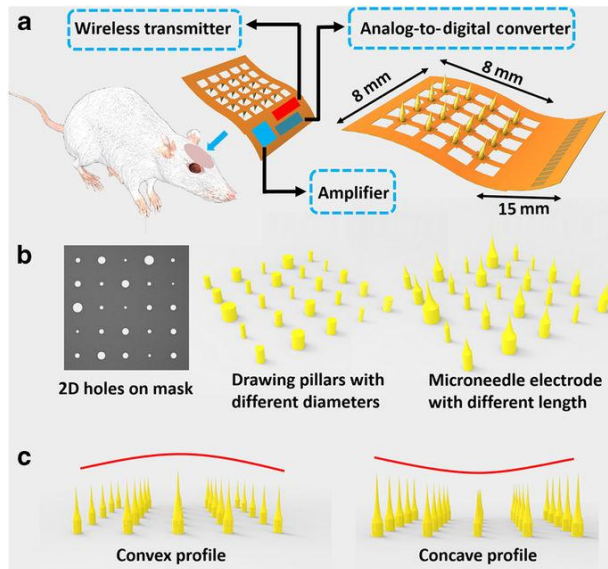 a
Wireless transmitter
Analog-to-digital converter
8 mm
8 mm
Amplifier
15 mm
b
2D holes on mask
Drawing pillars with
different diameters
Microneedle electrode
with different length
c
Convex profile
Concave profile